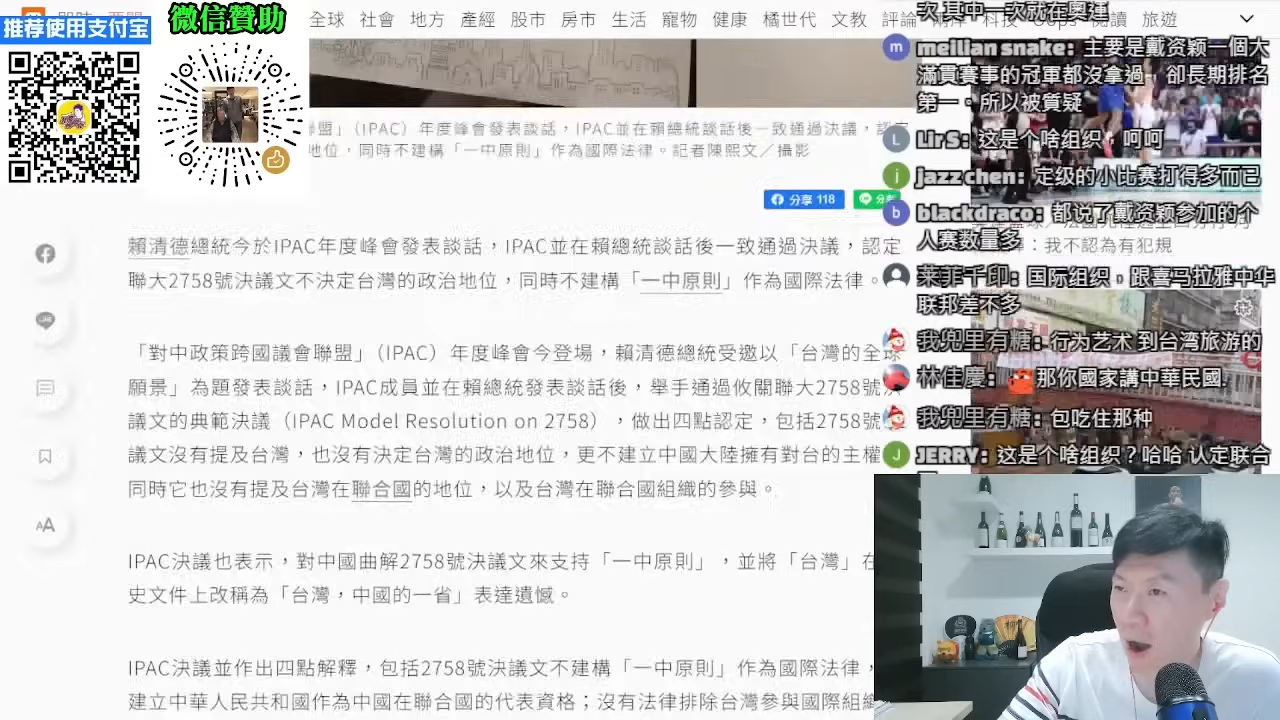 推荐使用支付宝
微信贊助
全球 社會 地方 產經 股市 房市 生活 寵物 健康 橘世代 文教 評論 兩岸 科技 Oops 閱讀 旅遊
聯盟」（IPAC）年度峰會發表談話，IPAC並在賴總統談話後一致通過決議，認定
地位，同時不建構「一中原則」作為國際法律。記者陳熙文／攝影
分享 118
分享
賴清德總統今於IPAC年度峰會發表談話，IPAC並在賴總統談話後一致通過決議，認定
聯大2758號決議文不決定台灣的政治地位，同時不建構「一中原則」作為國際法律。
「對中政策跨國議會聯盟」（IPAC）年度峰會今登場，賴清德總統受邀以「台灣的全球
願景」為題發表談話，IPAC成員並在賴總統發表談話後，舉手通過攸關聯大2758號決
議文的典範決議（IPAC Model Resolution on 2758），做出四點認定，包括2758號
議文沒有提及台灣，也沒有決定台灣的政治地位，更不建立中國大陸擁有對台的主權
同時它也沒有提及台灣在聯合國的地位，以及台灣在聯合國組織的參與。
IPAC決議也表示，對中國曲解2758號決議文來支持「一中原則」，並將「台灣」在
史文件上改稱為「台灣，中國的一省」表達遺憾。
IPAC決議並作出四點解釋，包括2758號決議文不建構「一中原則」作為國際法律，
建立中華人民共和國作為中國在聯合國的代表資格；沒有法律排除台灣參與國際組織
次 其中一次就在奧運
meilian snake：主要是戴资颖一個大
滿貫賽事的冠軍都沒拿過，卻長期排名
第一，所以被質疑
Lir S：这是个啥组织，呵呵
jazz chen：定级的小比赛打得多而已
blackdraco：都说了戴资颖参加的个
人赛数量多
：我不認為有犯規
莱菲千印：国际组织，跟喜马拉雅中华
联邦差不多
我兜里有糖：行为艺术 到台湾旅游的
林佳慶：那你國家講中華民國.
我兜里有糖：包吃住那种
JERRY：这是个啥组织？哈哈 认定联合